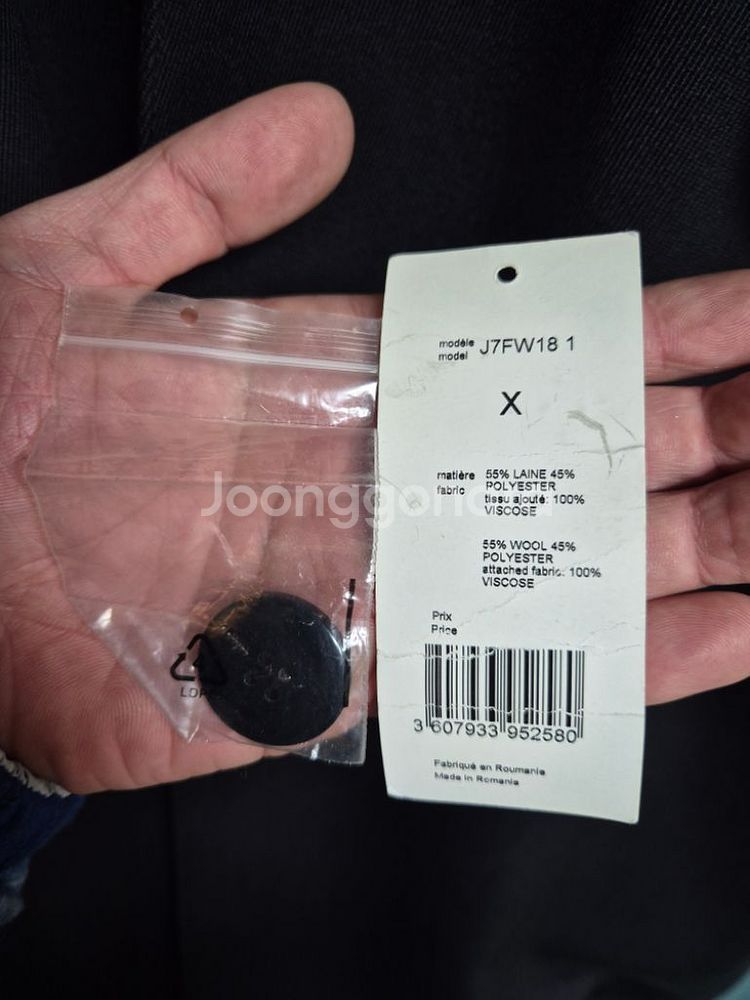 modèle
model J7FW18 1
X
matière
fabric
55% LAINE 45%
POLYESTER
tissu ajouté: 100%
VISCOSE
55% WOOL 45%
POLYESTER
attached fabric: 100%
VISCOSE
Prix
Price
3 607933 952580
Fabriqué en Roumanie
Made in Romania
4